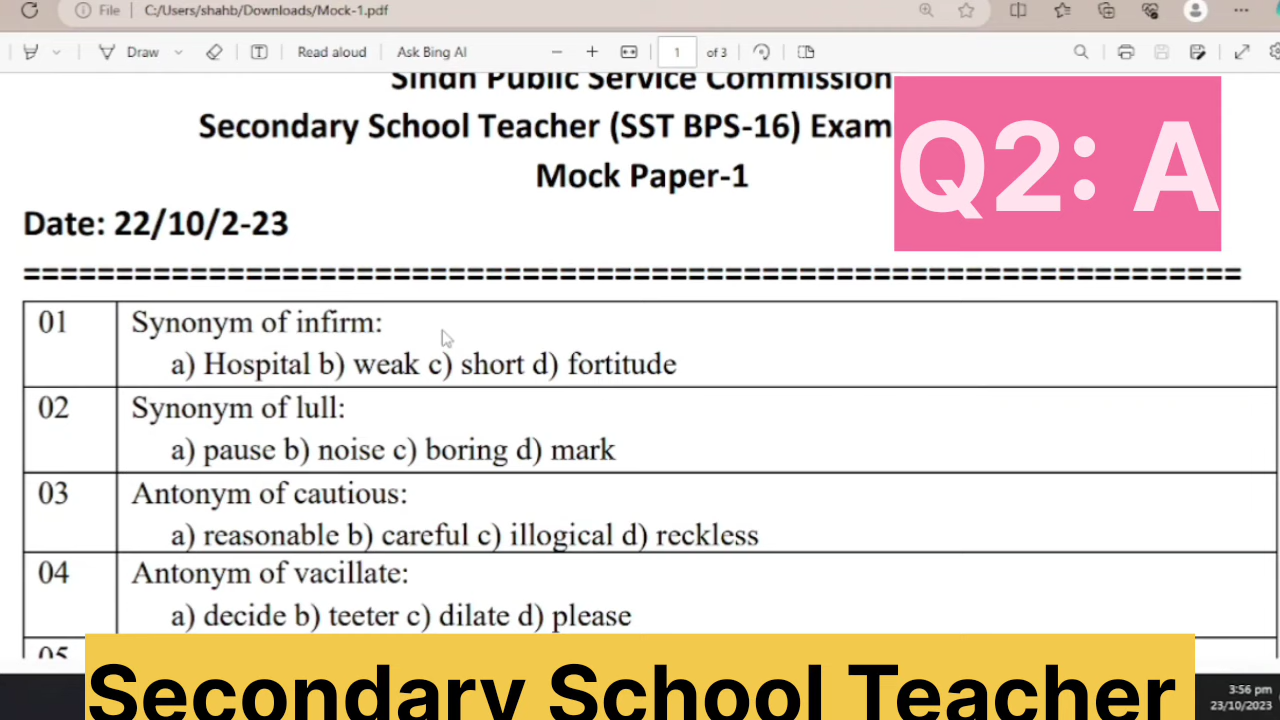 File C:/Users/shahb/Downloads/Mock-1.pdf
Draw Read aloud Ask Bing AI 1 of 3
Sindh Public Service Commission
Secondary School Teacher (SST BPS-16) Exam
Mock Paper-1
Q2: A
Date: 22/10/2-23
==================================================================
01 Synonym of infirm:
a) Hospital b) weak c) short d) fortitude
02 Synonym of lull:
a) pause b) noise c) boring d) mark
03 Antonym of cautious:
a) reasonable b) careful c) illogical d) reckless
04 Antonym of vacillate:
a) decide b) teeter c) dilate d) please
05
Secondary School Teacher
3:56 pm
23/10/2023